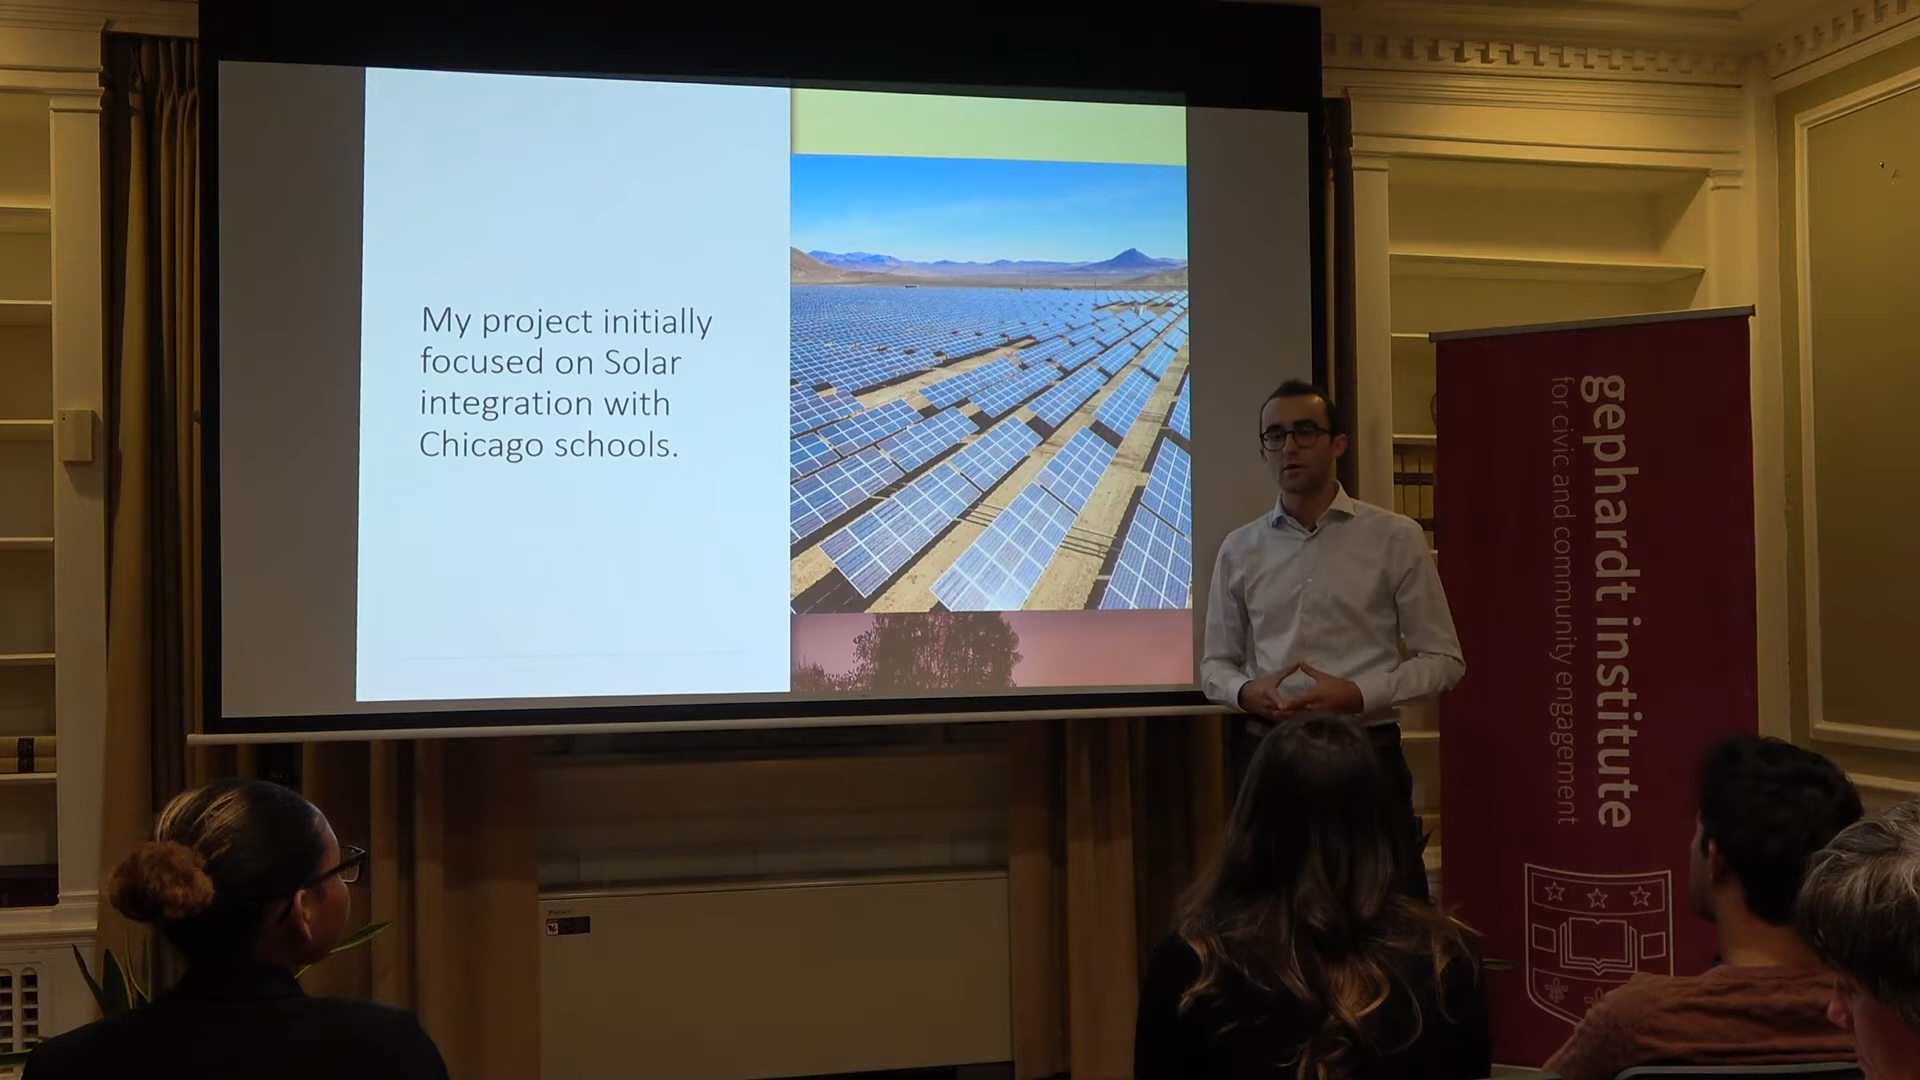 My project initially
focused on Solar
integration with
Chicago schools.
gephardt institute
for civic and community engagement